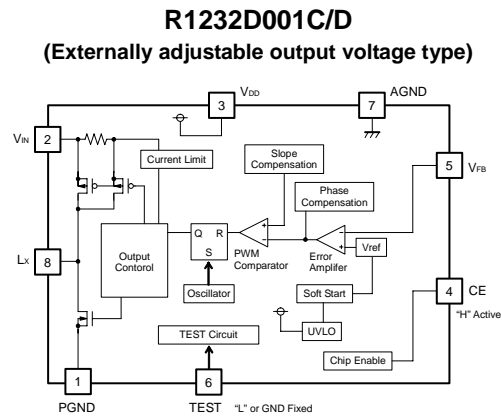 R1232D001C/D
(Externally adjustable output voltage type)
VDD
3
AGND
7
VIN
2
Current Limit
Slope
Compensation
Phase
Compensation
5
VFB
Q R
S
PWM
Comparator
Error
Amplifer
Vref
LX
8
Output
Contorol
Oscillator
Soft Start
UVLO
4
CE
"H" Active
TEST Circuit
Chip Enable
1
PGND
6
TEST
"L" or GND Fixed